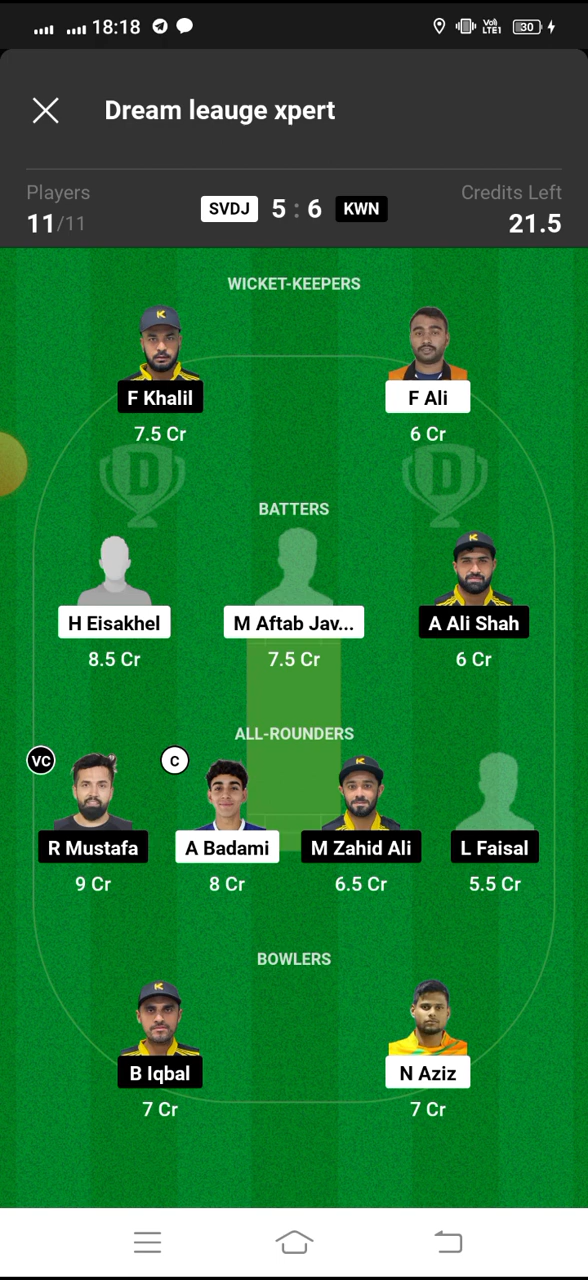 18:18 Vo)) LTE1 30
Dream leauge xpert
Players Credits Left
11/11 SVDJ 5 : 6 KWN 21.5
WICKET-KEEPERS
K
F Khalil F Ali
7.5 Cr 6 Cr
D D
BATTERS
K
H Eisakhel M Aftab Jav... A Ali Shah
8.5 Cr 7.5 Cr 6 Cr
ALL-ROUNDERS
VC C K
R Mustafa A Badami M Zahid Ali L Faisal
9 Cr 8 Cr 6.5 Cr 5.5 Cr
BOWLERS
K
B Iqbal N Aziz
7 Cr 7 Cr